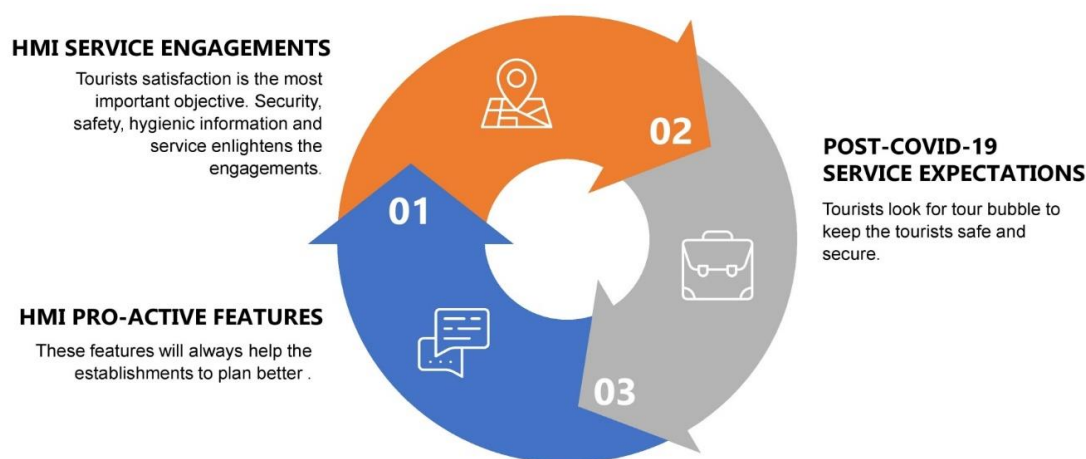 HMI SERVICE ENGAGEMENTS
Tourists satisfaction is the most
important objective. Security,
safety, hygienic information and
service enlightens the
engagements.
02
POST-COVID-19
SERVICE EXPECTATIONS
Tourists look for tour bubble to
keep the tourists safe and
secure.
01
HMI PRO-ACTIVE FEATURES
These features will always help the
establishments to plan better .
03